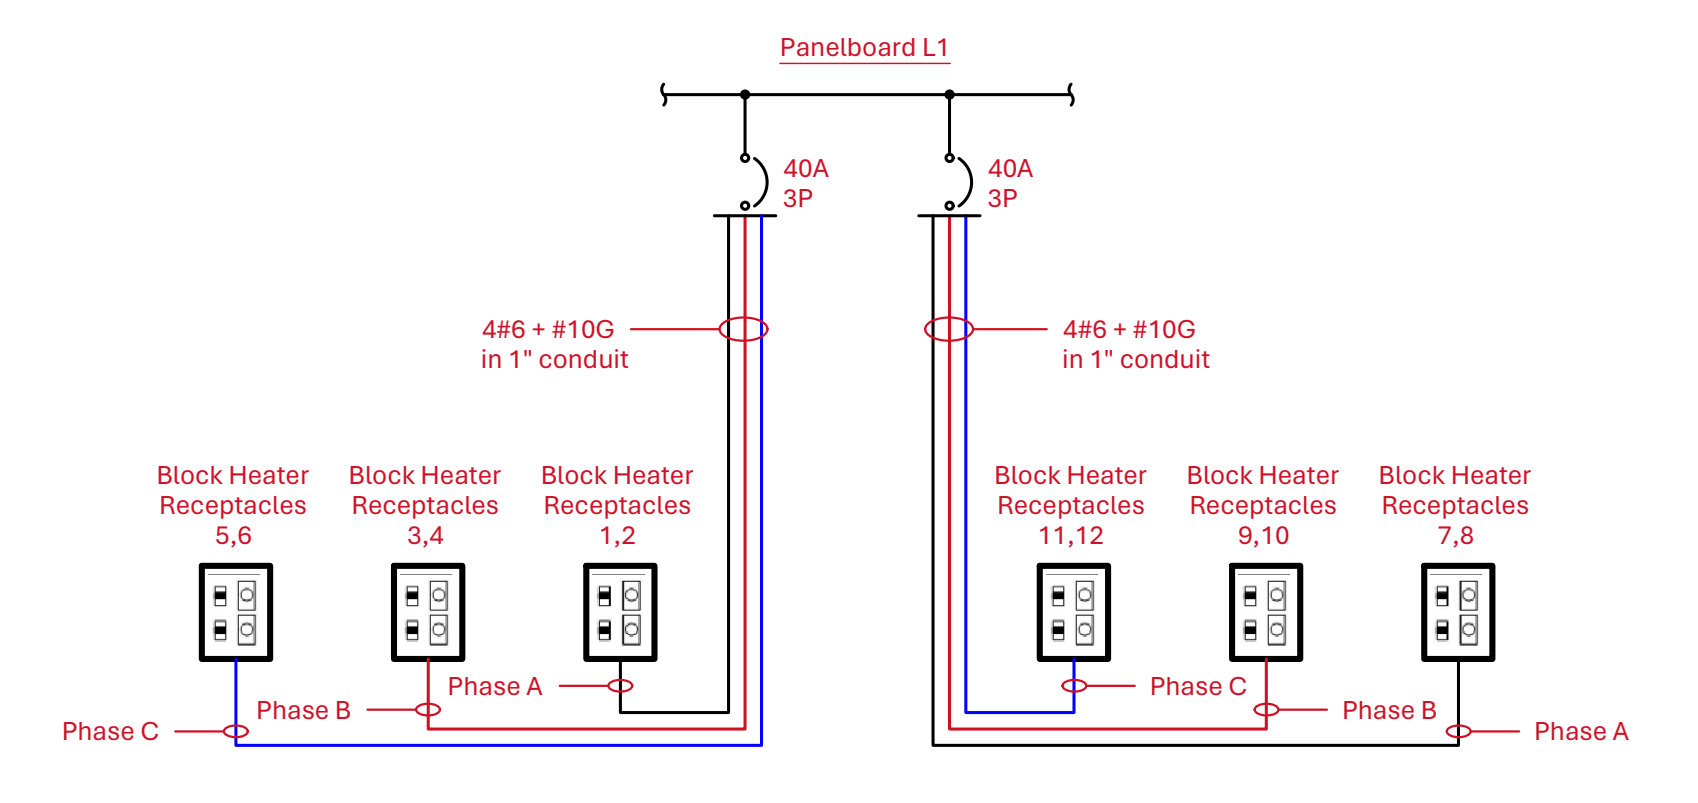 Panelboard L1
40A
3P
40A
3P
4#6 + #10G
in 1" conduit
4#6 + #10G
in 1" conduit
Block Heater
Receptacles
5,6
Block Heater
Receptacles
3,4
Block Heater
Receptacles
1,2
Block Heater
Receptacles
11,12
Block Heater
Receptacles
9,10
Block Heater
Receptacles
7,8
Phase A
Phase B
Phase C
Phase C
Phase B
Phase A